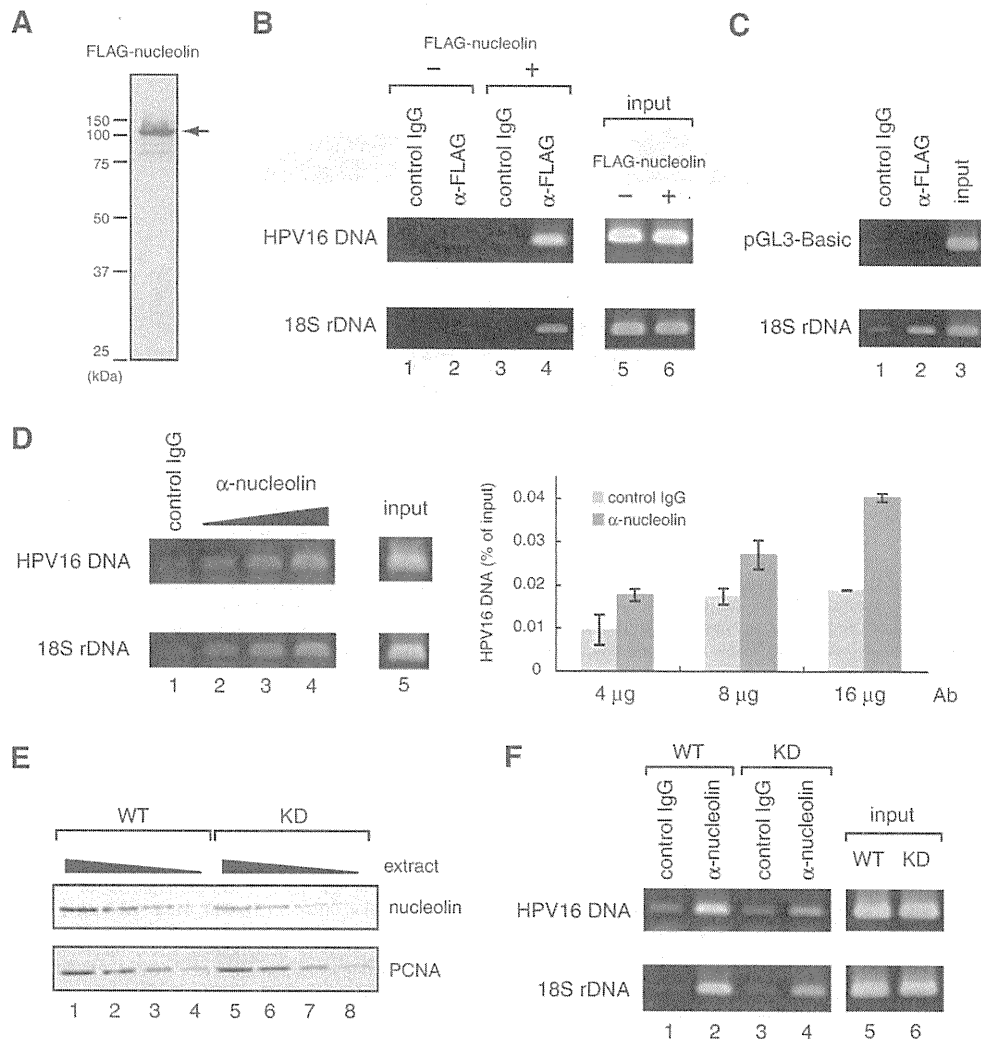 A
FLAG-nucleolin
150
100
75
50
37
25
(kDa)
B
FLAG-nucleolin
− +
control IgG
α-FLAG
control IgG
α-FLAG
input
FLAG-nucleolin
− +
HPV16 DNA
18S rDNA
1 2 3 4 5 6
C
control IgG
α-FLAG
input
pGL3-Basic
18S rDNA
1 2 3
D
control IgG
α-nucleolin
input
HPV16 DNA
18S rDNA
1 2 3 4 5
HPV16 DNA (% of input)
0.04
0.03
0.02
0.01
0
control IgG
α-nucleolin
4 μg 8 μg 16 μg Ab
E
WT KD
extract
nucleolin
PCNA
1 2 3 4 5 6 7 8
F
WT KD
control IgG
α-nucleolin
control IgG
α-nucleolin
input
WT KD
HPV16 DNA
18S rDNA
1 2 3 4 5 6